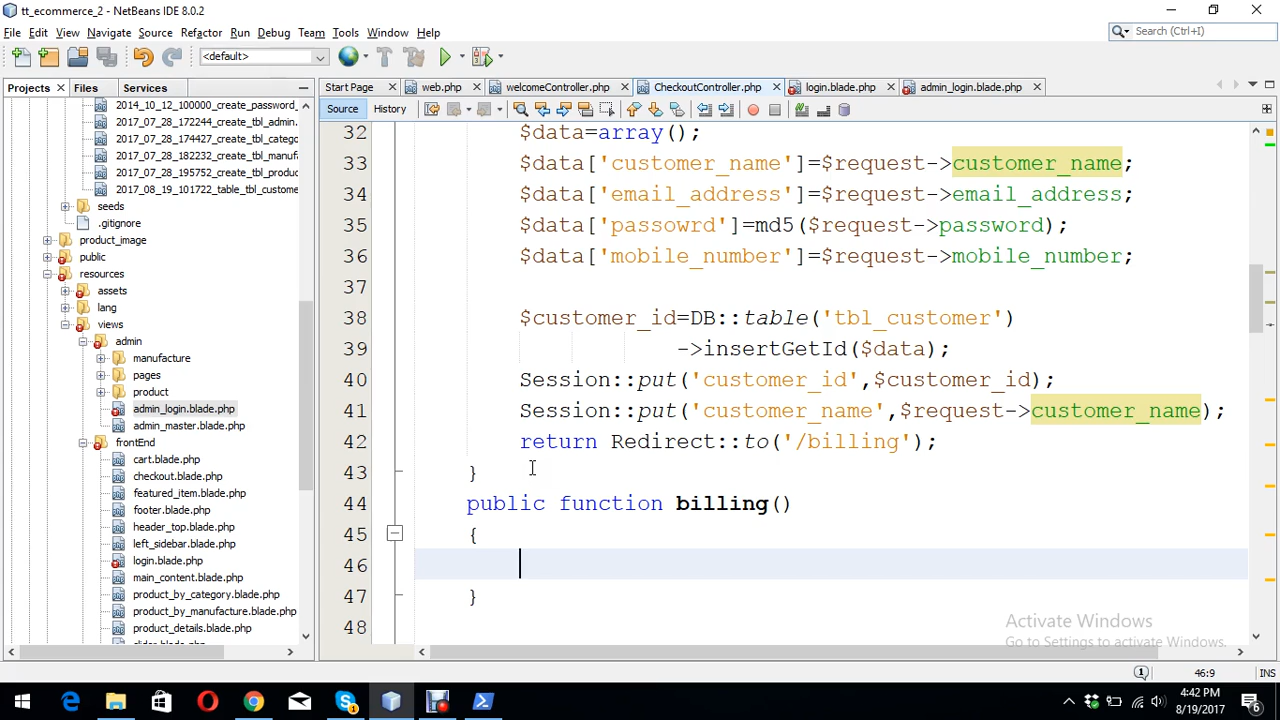 tt_ecommerce_2 - NetBeans IDE 8.0.2
File Edit View Navigate Source Refactor Run Debug Team Tools Window Help
Search (Ctrl+I)
<default>
Projects Files Services
Start Page web.php welcomeController.php CheckoutController.php login.blade.php admin_login.blade.php
Source History
2014_10_12_100000_create_password_
2017_07_28_172244_create_tbl_admin.
2017_07_28_174427_create_tbl_catego
2017_07_28_182232_create_tbl_manufa
2017_07_28_195752_create_tbl_produc
2017_08_19_101722_table_tbl_custome
seeds
.gitignore
product_image
public
resources
assets
lang
views
admin
manufacture
pages
product
admin_login.blade.php
admin_master.blade.php
frontEnd
cart.blade.php
checkout.blade.php
featured_item.blade.php
footer.blade.php
header_top.blade.php
left_sidebar.blade.php
login.blade.php
main_content.blade.php
product_by_category.blade.php
product_by_manufacture.blade.php
product_details.blade.php
32 $data=array();
33 $data['customer_name']=$request->customer_name;
34 $data['email_address']=$request->email_address;
35 $data['passowrd']=md5($request->password);
36 $data['mobile_number']=$request->mobile_number;
37
38 $customer_id=DB::table('tbl_customer')
39 ->insertGetId($data);
40 Session::put('customer_id',$customer_id);
41 Session::put('customer_name',$request->customer_name);
42 return Redirect::to('/billing');
43 }
44 public function billing()
45 {
46
47 }
48
Activate Windows
Go to Settings to activate Windows.
1 46:9 INS
4:42 PM
8/19/2017
6